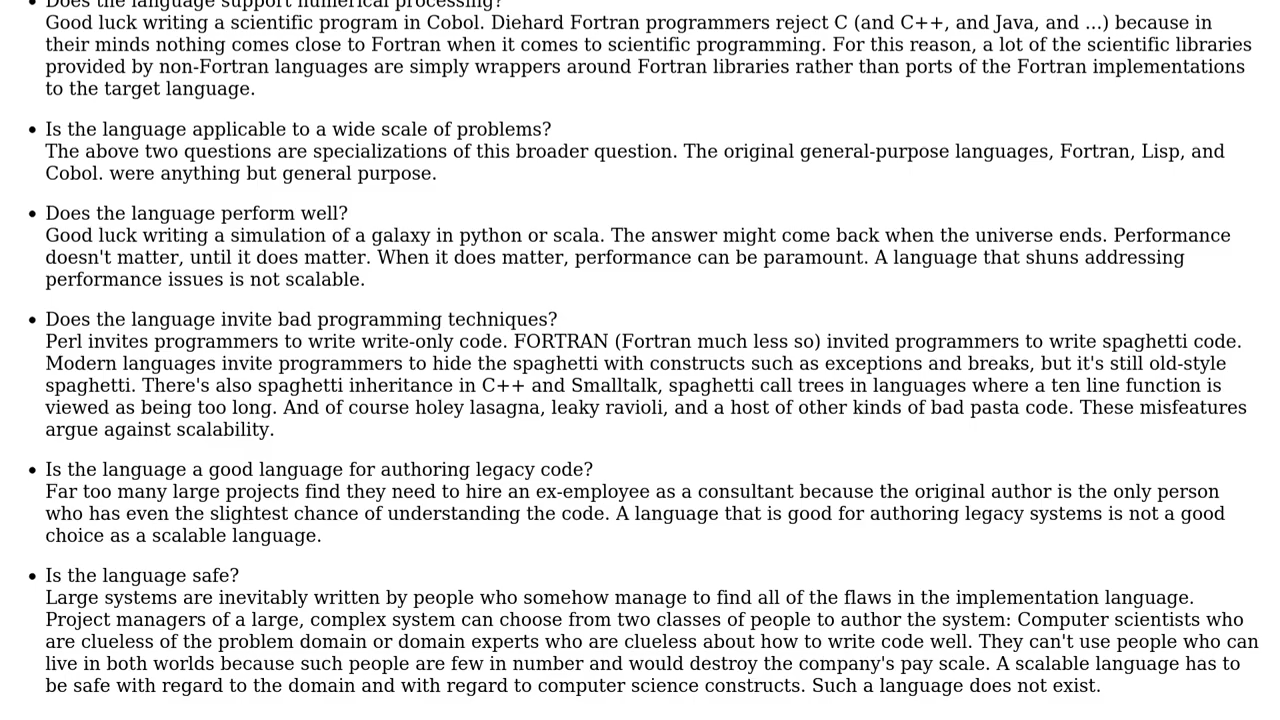 Does the language support numerical processing?
Good luck writing a scientific program in Cobol. Diehard Fortran programmers reject C (and C++, and Java, and ...) because in
their minds nothing comes close to Fortran when it comes to scientific programming. For this reason, a lot of the scientific libraries
provided by non-Fortran languages are simply wrappers around Fortran libraries rather than ports of the Fortran implementations
to the target language.
• Is the language applicable to a wide scale of problems?
The above two questions are specializations of this broader question. The original general-purpose languages, Fortran, Lisp, and
Cobol. were anything but general purpose.
• Does the language perform well?
Good luck writing a simulation of a galaxy in python or scala. The answer might come back when the universe ends. Performance
doesn't matter, until it does matter. When it does matter, performance can be paramount. A language that shuns addressing
performance issues is not scalable.
• Does the language invite bad programming techniques?
Perl invites programmers to write write-only code. FORTRAN (Fortran much less so) invited programmers to write spaghetti code.
Modern languages invite programmers to hide the spaghetti with constructs such as exceptions and breaks, but it's still old-style
spaghetti. There's also spaghetti inheritance in C++ and Smalltalk, spaghetti call trees in languages where a ten line function is
viewed as being too long. And of course holey lasagna, leaky ravioli, and a host of other kinds of bad pasta code. These misfeatures
argue against scalability.
• Is the language a good language for authoring legacy code?
Far too many large projects find they need to hire an ex-employee as a consultant because the original author is the only person
who has even the slightest chance of understanding the code. A language that is good for authoring legacy systems is not a good
choice as a scalable language.
• Is the language safe?
Large systems are inevitably written by people who somehow manage to find all of the flaws in the implementation language.
Project managers of a large, complex system can choose from two classes of people to author the system: Computer scientists who
are clueless of the problem domain or domain experts who are clueless about how to write code well. They can't use people who can
live in both worlds because such people are few in number and would destroy the company's pay scale. A scalable language has to
be safe with regard to the domain and with regard to computer science constructs. Such a language does not exist.